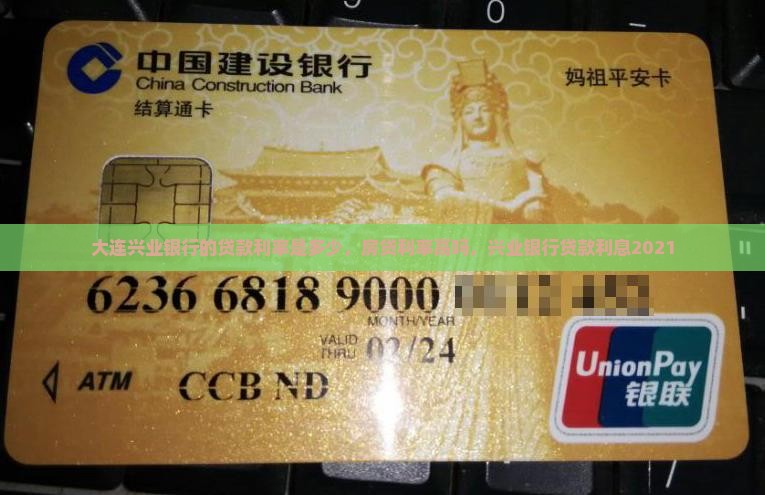 中国建设银行
China Construction Bank
结算通卡
妈祖平安卡
大连兴业银行的贷款利率是多少，房贷利率高吗，兴业银行贷款利息2021
6236 6818 9000
MONTH/YEAR
VALID THRU 02/24
ATM CCB ND
UnionPay
银联